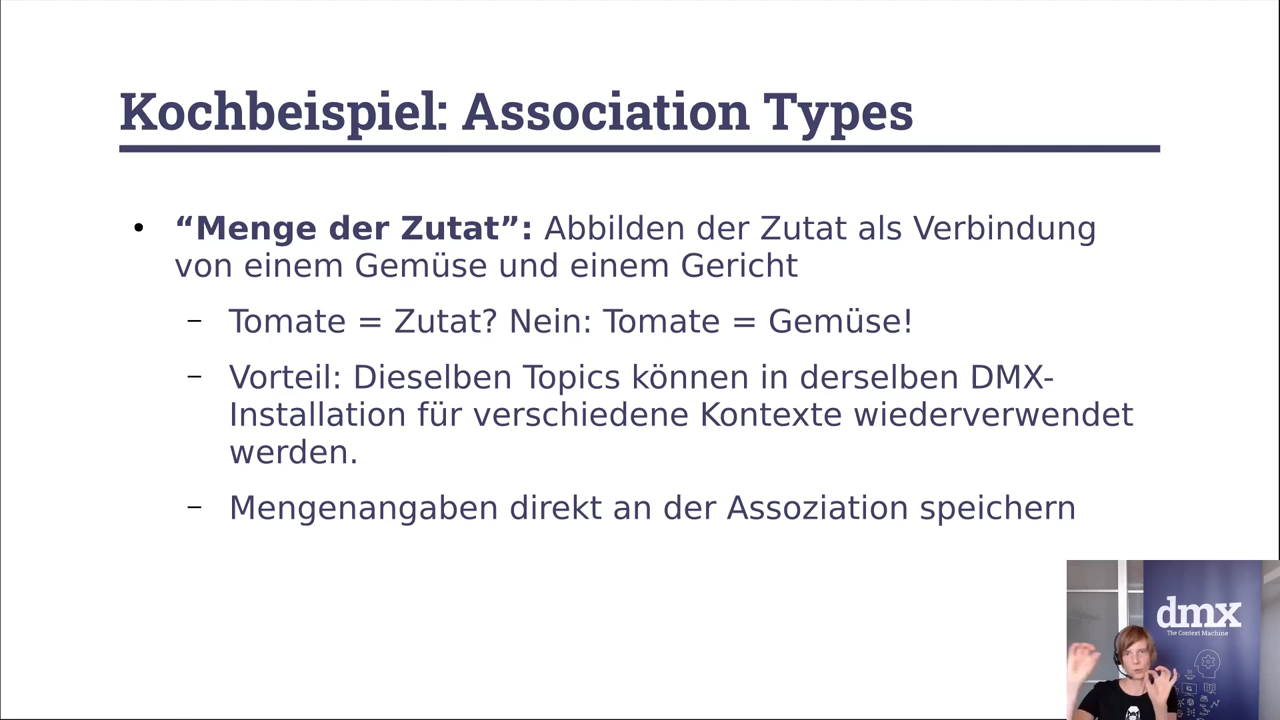 Kochbeispiel: Association Types
• “Menge der Zutat”: Abbilden der Zutat als Verbindung
von einem Gemüse und einem Gericht
– Tomate = Zutat? Nein: Tomate = Gemüse!
– Vorteil: Dieselben Topics können in derselben DMX-
Installation für verschiedene Kontexte wiederverwendet
werden.
– Mengenangaben direkt an der Assoziation speichern
dmx
The Context Machine